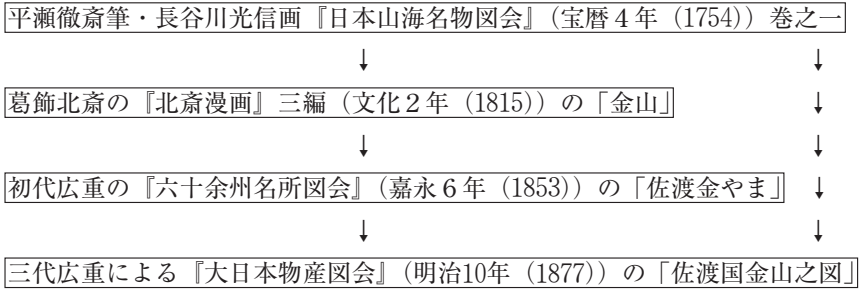 平瀬徹斎筆・長谷川光信画『日本山海名物図会』(宝暦4年(1754))巻之一
↓ ↓
葛飾北斎の『北斎漫画』三編(文化2年(1815))の「金山」 ↓
↓ ↓
初代広重の『六十余州名所図会』(嘉永6年(1853))の「佐渡金やま」 ↓
↓ ↓
三代広重による『大日本物産図会』(明治10年(1877))の「佐渡国金山之図」